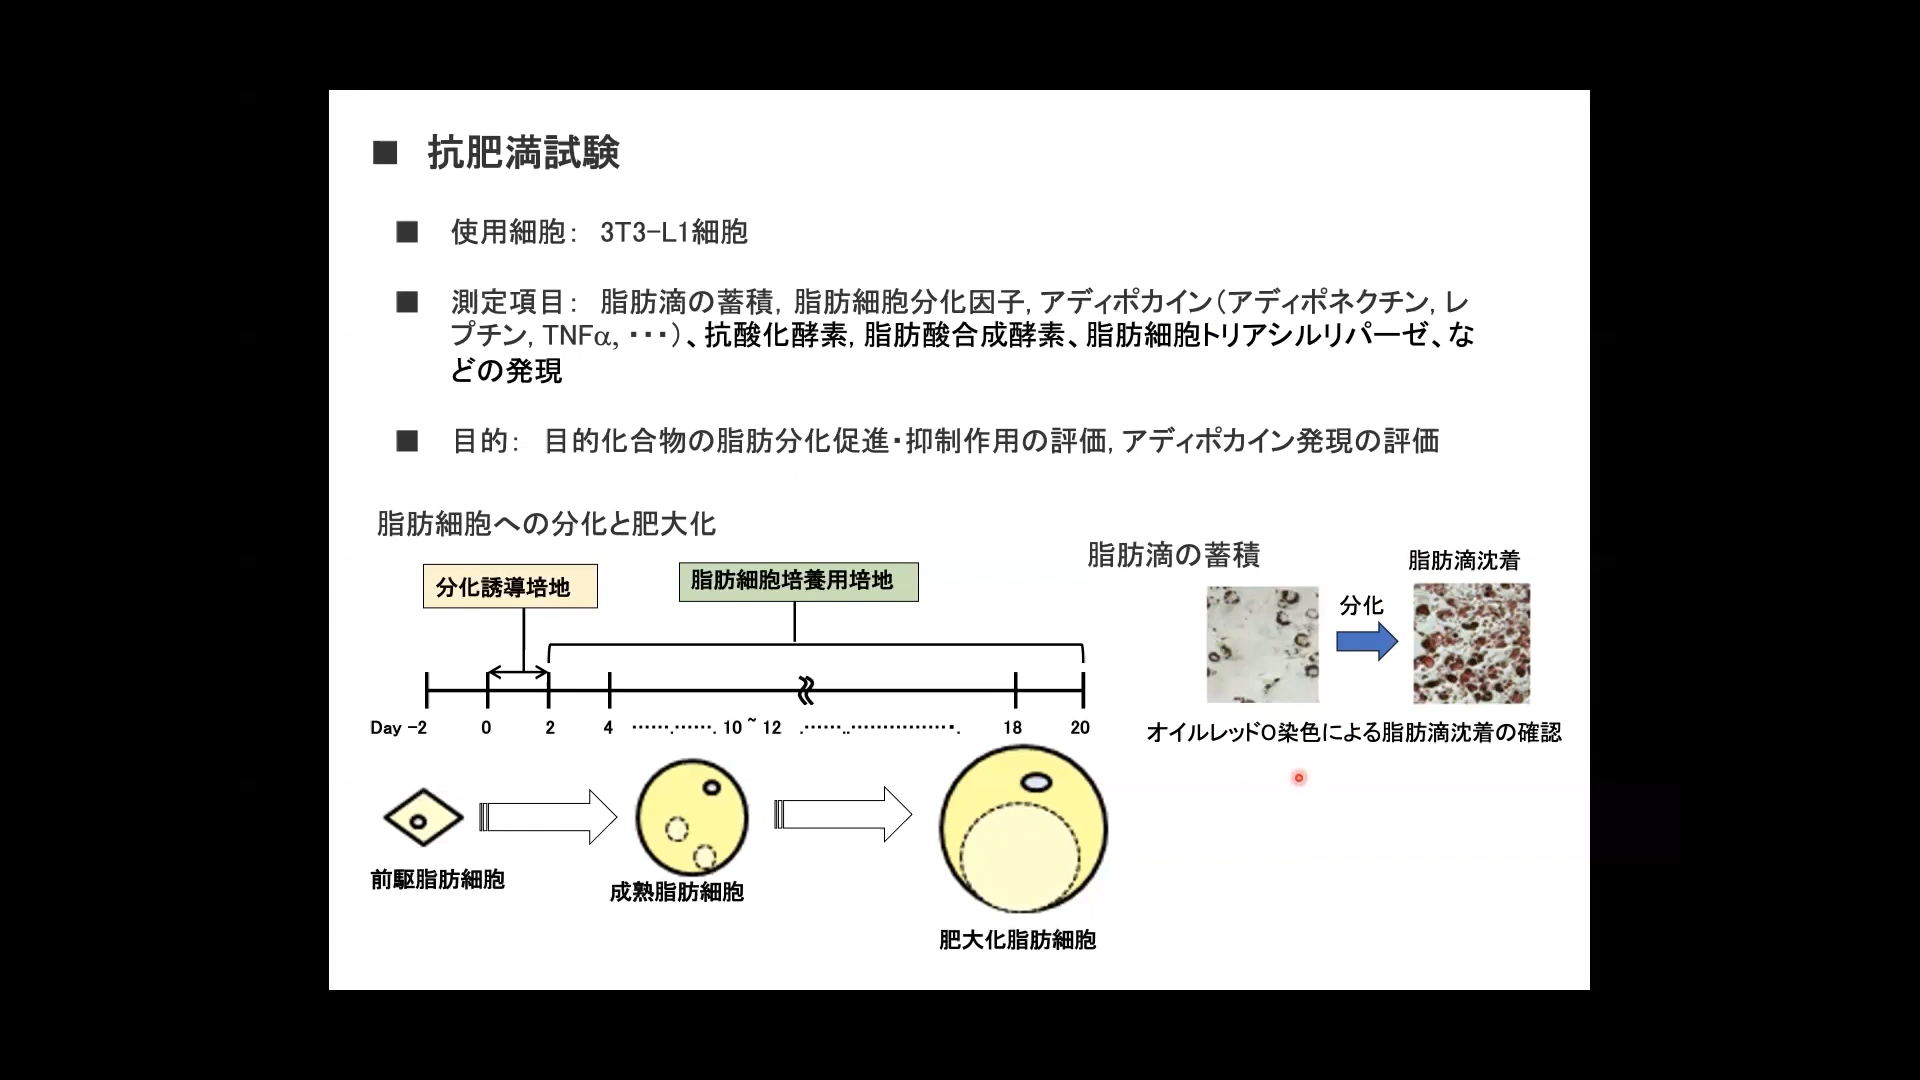 ■ 抗肥満試験
■ 使用細胞： 3T3-L1細胞
■ 測定項目： 脂肪滴の蓄積, 脂肪細胞分化因子, アディポカイン（アディポネクチン, レ
プチン, TNFα, ・・・）、抗酸化酵素, 脂肪酸合成酵素、脂肪細胞トリアシルリパーゼ、な
どの発現
■ 目的： 目的化合物の脂肪分化促進・抑制作用の評価, アディポカイン発現の評価
脂肪細胞への分化と肥大化
分化誘導培地
脂肪細胞培養用培地
Day -2 0 2 4 ............. 10 ~ 12 ........................ 18 20
前駆脂肪細胞
成熟脂肪細胞
肥大化脂肪細胞
脂肪滴の蓄積
脂肪滴沈着
分化
オイルレッドO染色による脂肪滴沈着の確認